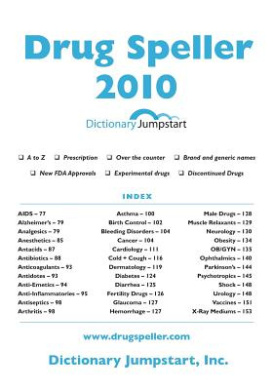 Drug Speller
2010
Dictionary Jumpstart
❑ A to Z ❑ Prescription ❑ Over the counter ❑ Brand and generic names
❑ New FDA Approvals ❑ Experimental drugs ❑ Discontinued Drugs
INDEX
AIDS – 77
Alzheimer's – 79
Analgesics – 79
Anesthetics – 85
Antacids – 87
Antibiotics – 88
Anticoagulants – 93
Antidotes – 93
Anti-Emetics – 94
Anti-Inflammatories – 95
Antiseptics – 98
Arthritis – 98
Asthma – 100
Birth Control – 102
Bleeding Disorders – 104
Cancer – 104
Cardiology – 111
Cold + Cough – 116
Dermatology – 119
Diabetes – 124
Diarrhea – 125
Fertility Drugs – 126
Glaucoma – 127
Hemorrhage – 127
Male Drugs – 128
Muscle Relaxants – 129
Neurology – 130
Obesity – 134
OB/GYN – 135
Ophthalmics – 140
Parkinson's – 144
Psychotropics – 145
Shock – 148
Urology – 148
Vaccines – 151
X-Ray Mediums – 153
www.drugspeller.com
Dictionary Jumpstart, Inc.